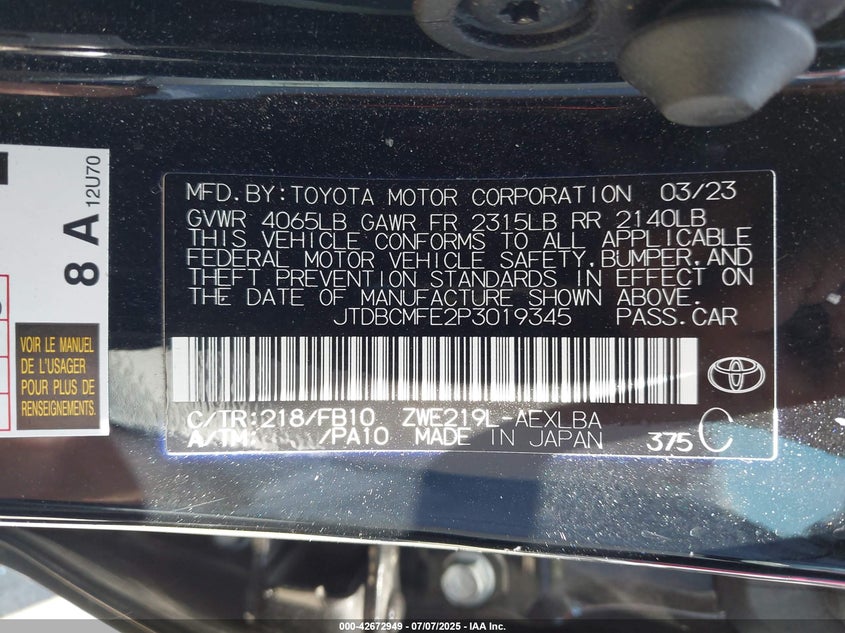 MFD.BY:TOYOTA MOTOR CORPORATION 03/23
GVWR 4065LB GAWR FR 2315LB RR 2140LB
THIS VEHICLE CONFORMS TO ALL APPLICABLE
FEDERAL MOTOR VEHICLE SAFETY,BUMPER,AND
THEFT PREVENTION STANDARDS IN EFFECT ON
THE DATE OF MANUFACTURE SHOWN ABOVE.
JTDBCMFE2P3019345 PASS.CAR
C/TR:218/FB10 ZWE219L-AEXLBA
A/TM: /PA10 MADE IN JAPAN 375 C
8 A
12U70
VOIR LE MANUEL
DE L'USAGER
POUR PLUS DE
RENSEIGNEMENTS.
000-42672949 - 07/07/2025 - IAA Inc.